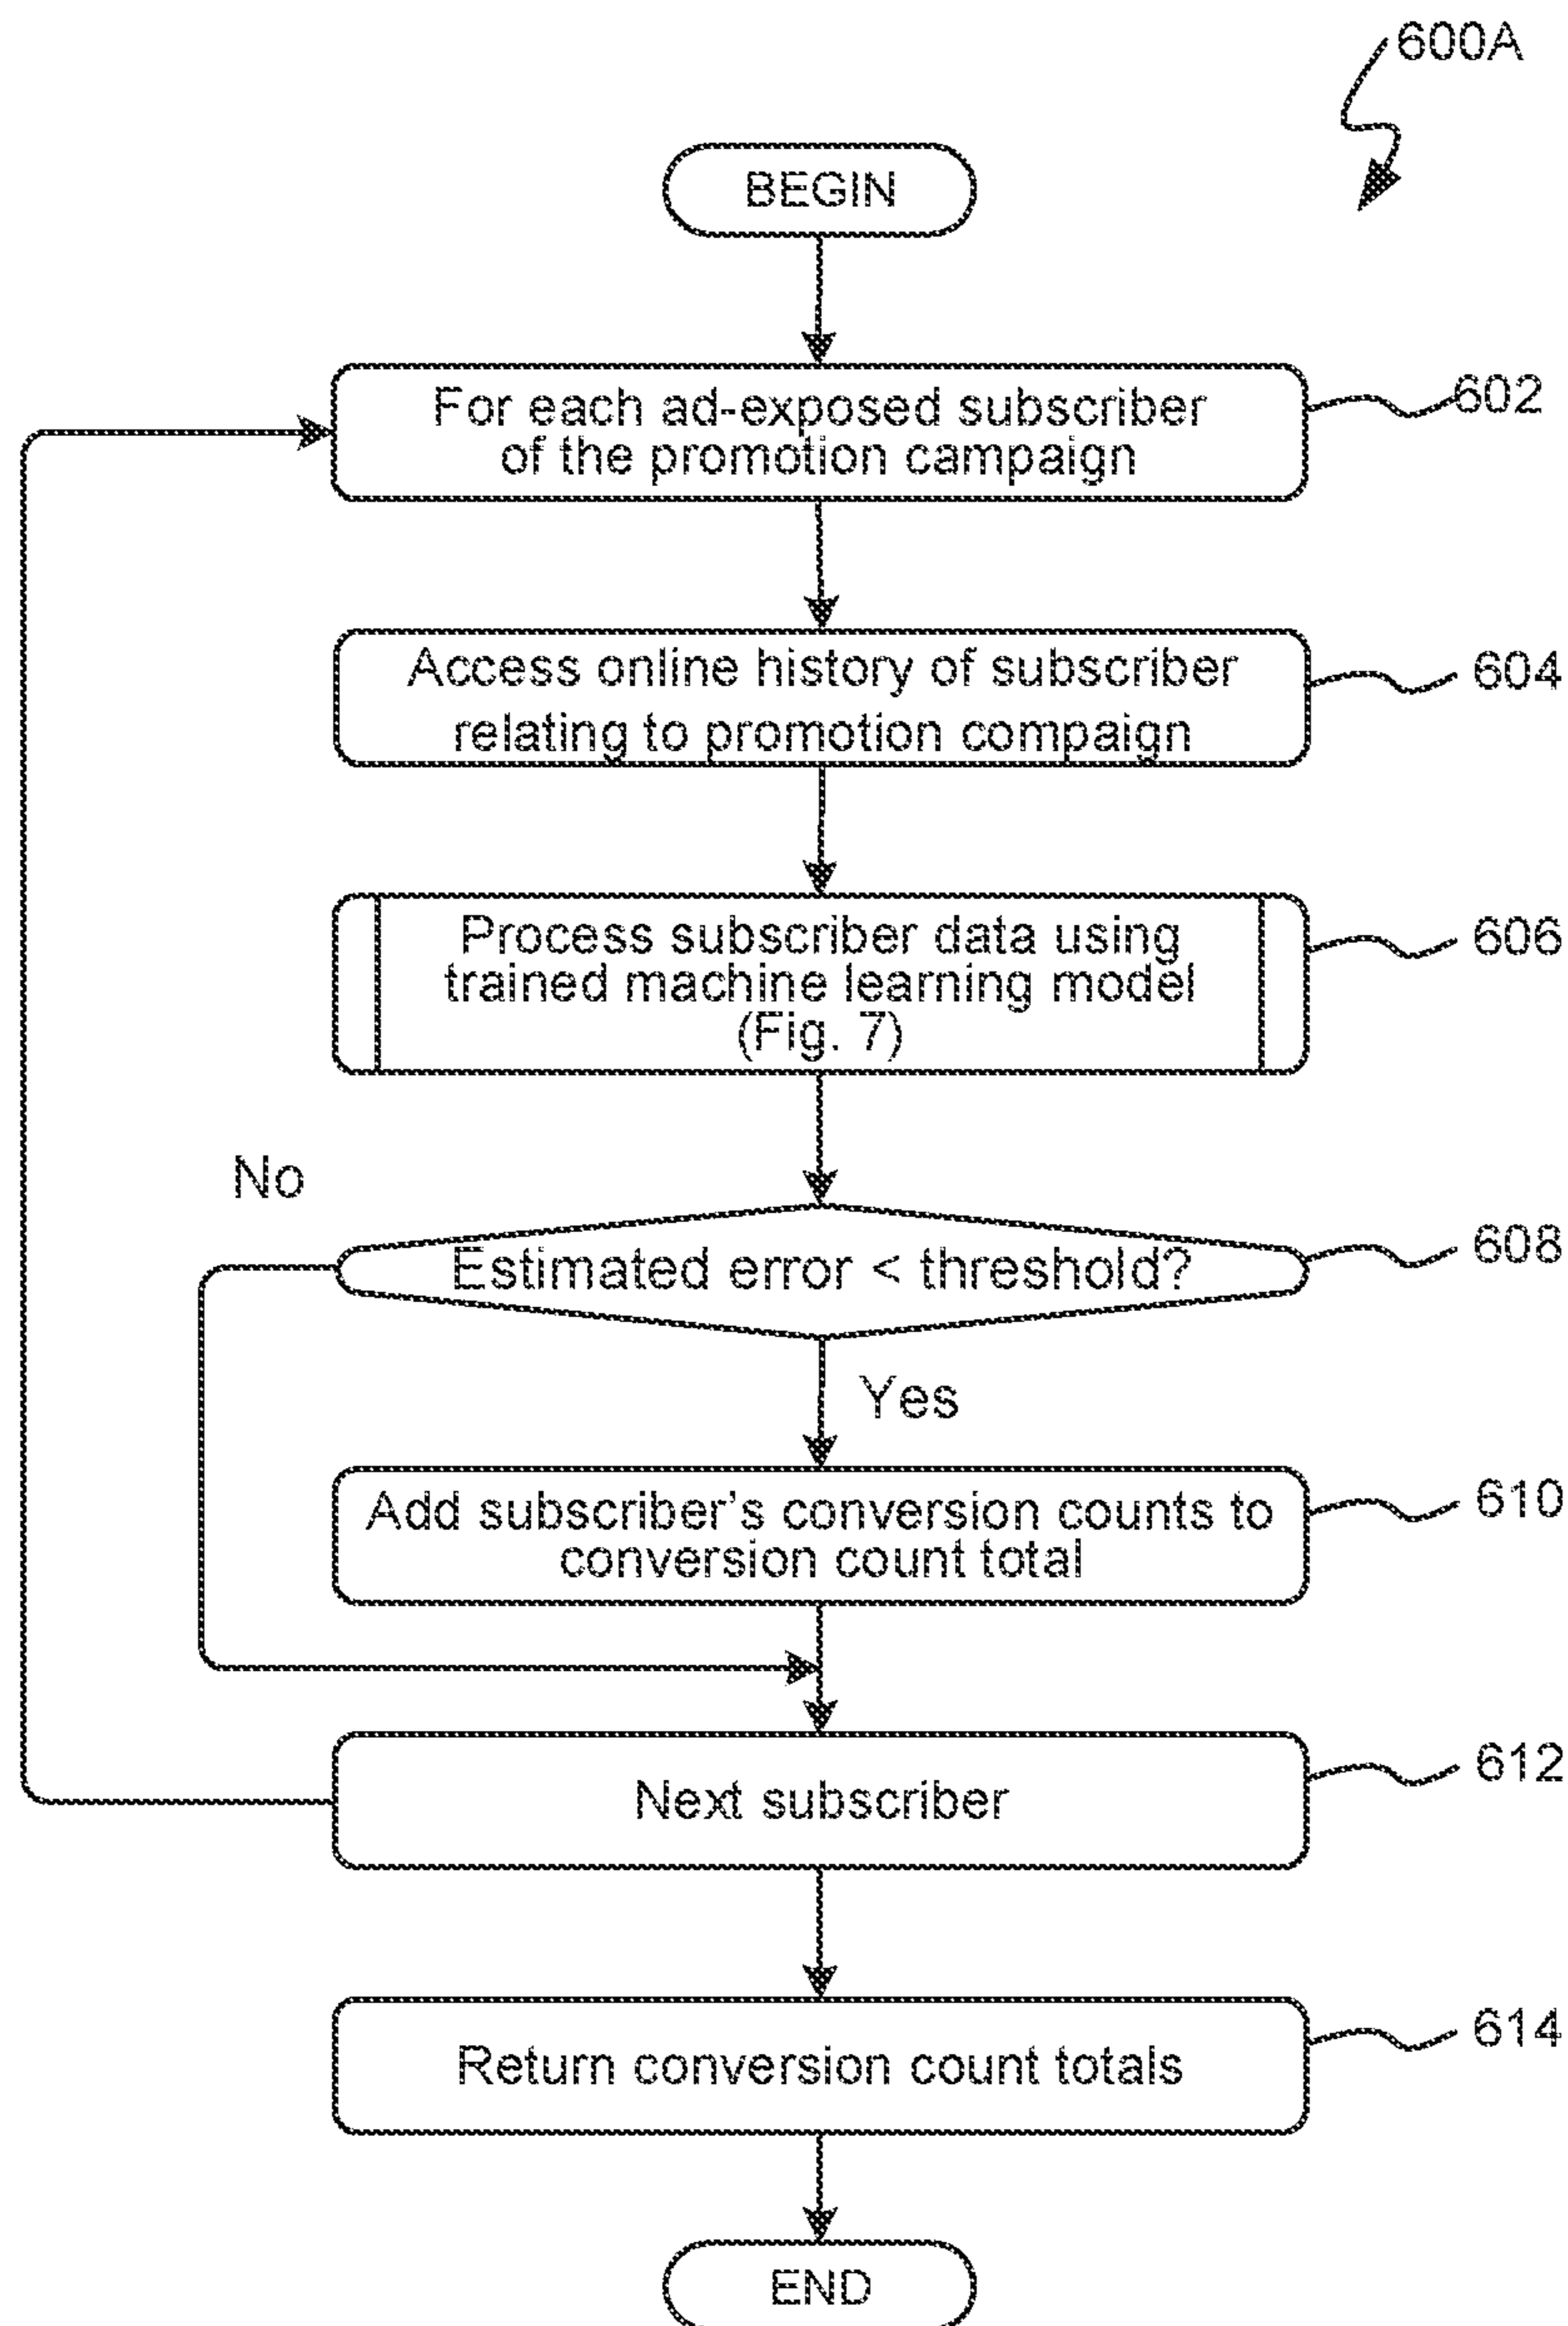 600A
BEGIN
For each ad-exposed subscriber
of the promotion campaign
602
Access online history of subscriber
relating to promotion compaign
604
Process subscriber data using
trained machine learning model
(Fig. 7)
606
No
Estimated error < threshold?
608
Yes
Add subscriber's conversion counts to
conversion count total
610
Next subscriber
612
Return conversion count totals
614
END